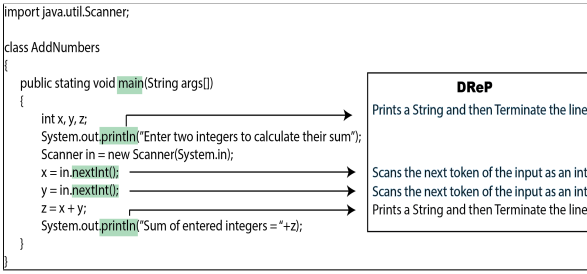 import java.util.Scanner;
class AddNumbers
{
public stating void main(String args[])
{
int x, y, z;
System.out.println("Enter two integers to calculate their sum");
Scanner in = new Scanner(System.in);
x = in.nextInt();
y = in.nextInt();
z = x + y;
System.out.println("Sum of entered integers = "+z);
}
}
DReP
Prints a String and then Terminate the line
Scans the next token of the input as an int
Scans the next token of the input as an int
Prints a String and then Terminate the line